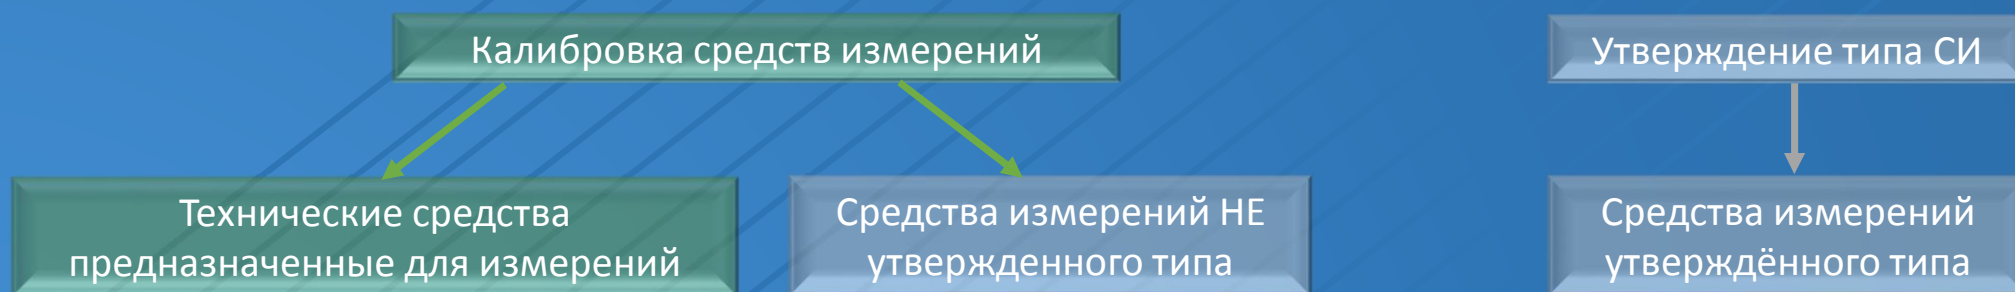 Калибровка средств измерений
Утверждение типа СИ
Технические средства
предназначенные для измерений
Средства измерений НЕ
утвержденного типа
Средства измерений
утверждённого типа